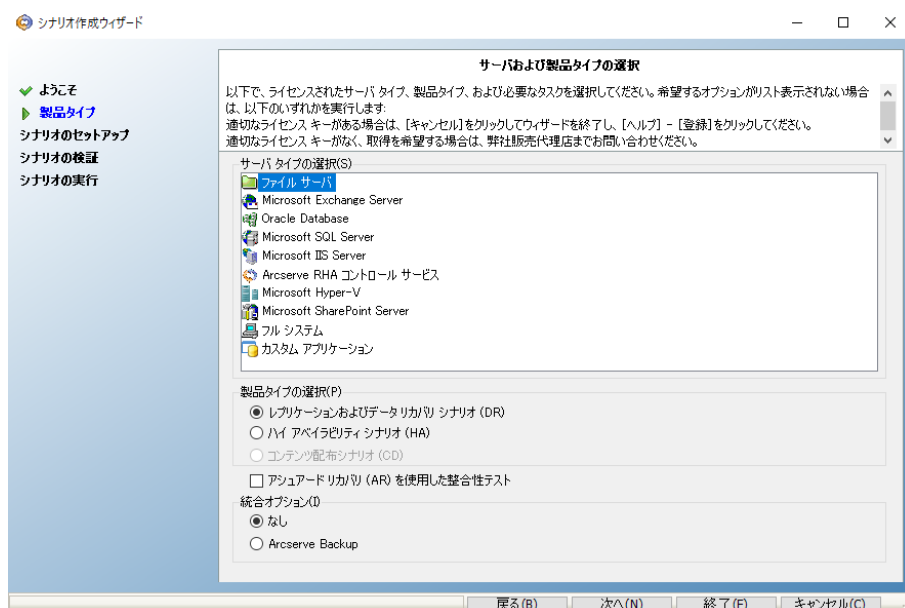 シナリオ作成ウィザード
ようこそ
製品タイプ
シナリオのセットアップ
シナリオの検証
シナリオの実行
サーバおよび製品タイプの選択
以下で、ライセンスされたサーバ タイプ、製品タイプ、および必要なタスクを選択してください。希望するオプションがリスト表示されない場合
は、以下のいずれかを実行します:
適切なライセンス キーがある場合は、[キャンセル]をクリックしてウィザードを終了し、[ヘルプ] - [登録]をクリックしてください。
適切なライセンス キーがなく、取得を希望する場合は、弊社販売代理店までお問い合わせください。
サーバ タイプの選択(S)
ファイル サーバ
Microsoft Exchange Server
Oracle Database
Microsoft SQL Server
Microsoft IIS Server
Arcserve RHA コントロール サービス
Microsoft Hyper-V
Microsoft SharePoint Server
フル システム
カスタム アプリケーション
製品タイプの選択(P)
レプリケーションおよびデータ リカバリ シナリオ (DR)
ハイ アベイラビリティ シナリオ (HA)
コンテンツ配布シナリオ (CD)
アシュアード リカバリ (AR) を使用した整合性テスト
統合オプション(I)
なし
Arcserve Backup
戻る(B)
次へ(N)
終了(F)
キャンセル(C)